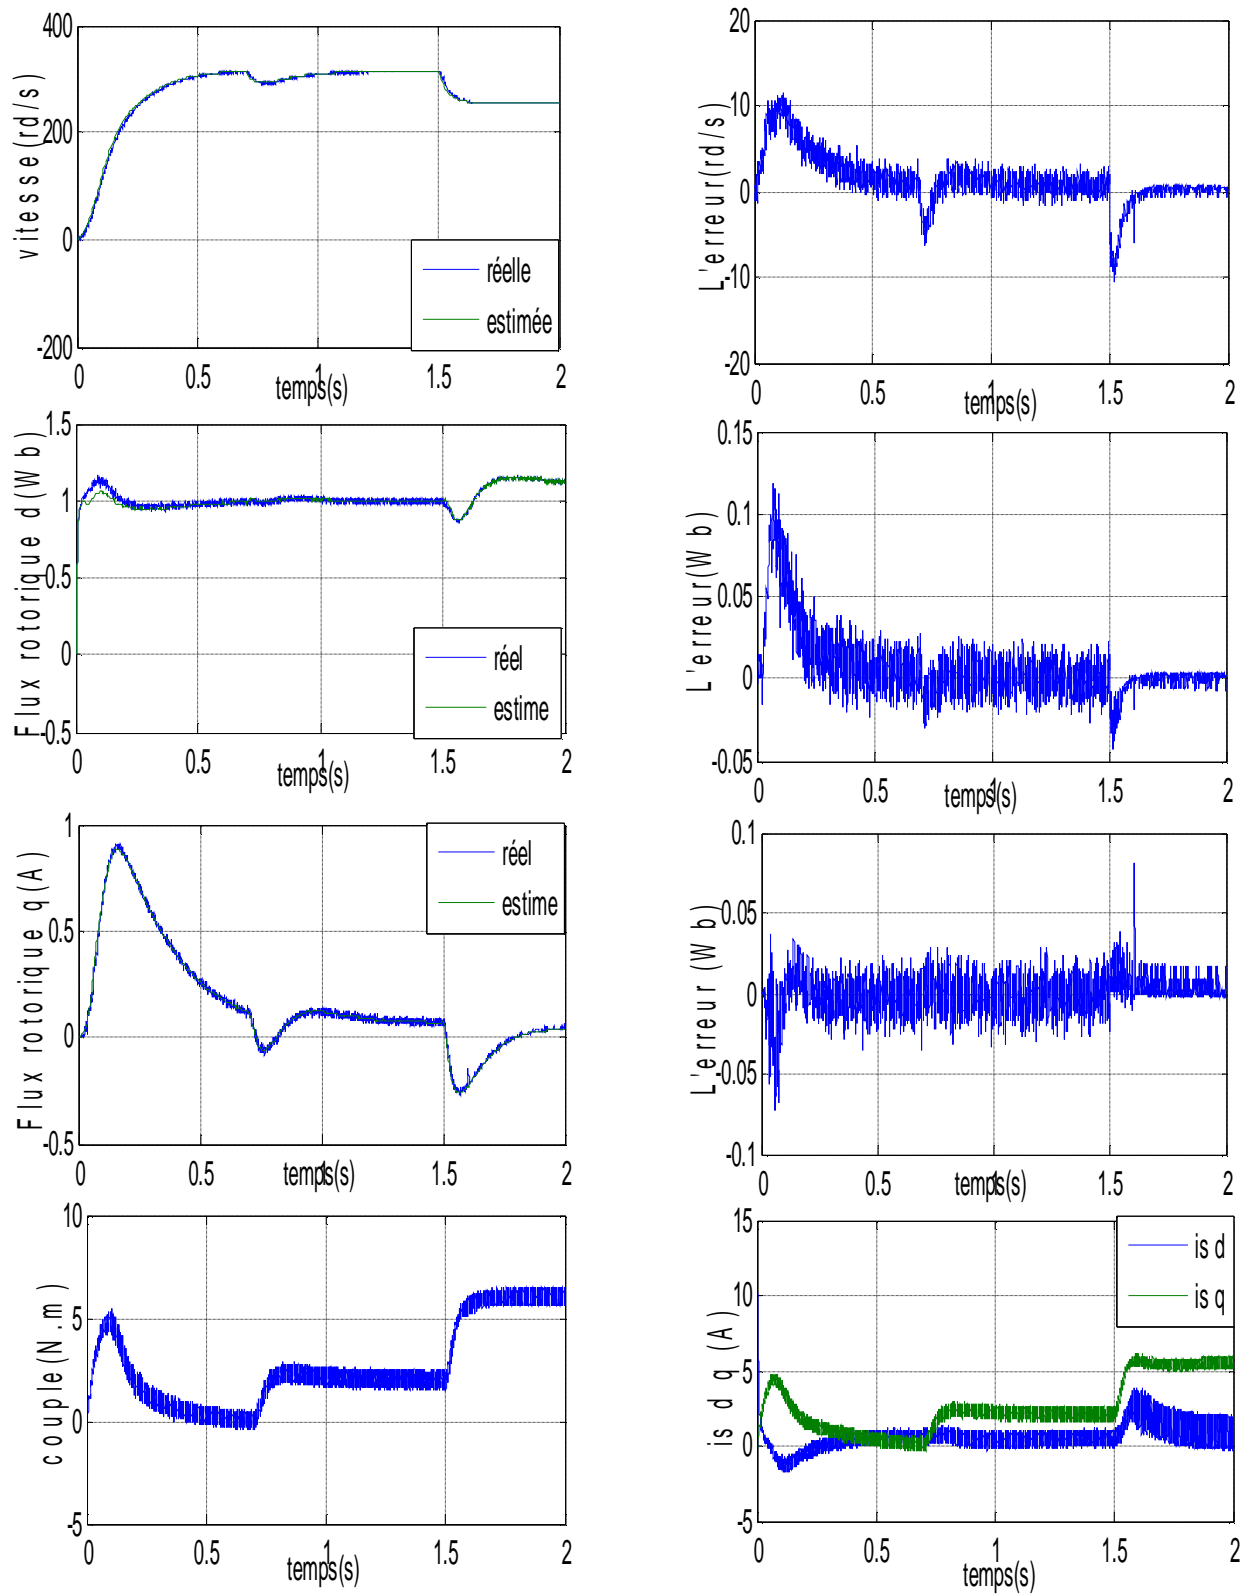 vitesse(rd/s)
400
200
0
-200
réelle
estimée
0 0.5 1 1.5 2
temps(s)
L'erreur(rd/s)
20
10
0
-10
-20
0 0.5 1 1.5 2
temps(s)
Flux rotorique d(Wb)
1.5
1
0.5
0
-0.5
réel
estime
0 0.5 1 1.5 2
temps(s)
L'erreur(Wb)
0.15
0.1
0.05
0
-0.05
0 0.5 1 1.5 2
temps(s)
Flux rotorique q(A)
1
0.5
0
-0.5
réel
estime
0 0.5 1 1.5 2
temps(s)
L'erreur(Wb)
0.1
0.05
0
-0.05
-0.1
0 0.5 1 1.5 2
temps(s)
couple(N.m)
10
5
0
-5
0 0.5 1 1.5 2
temps(s)
is d q (A)
15
10
5
0
-5
is d
is q
0 0.5 1 1.5 2
temps(s)